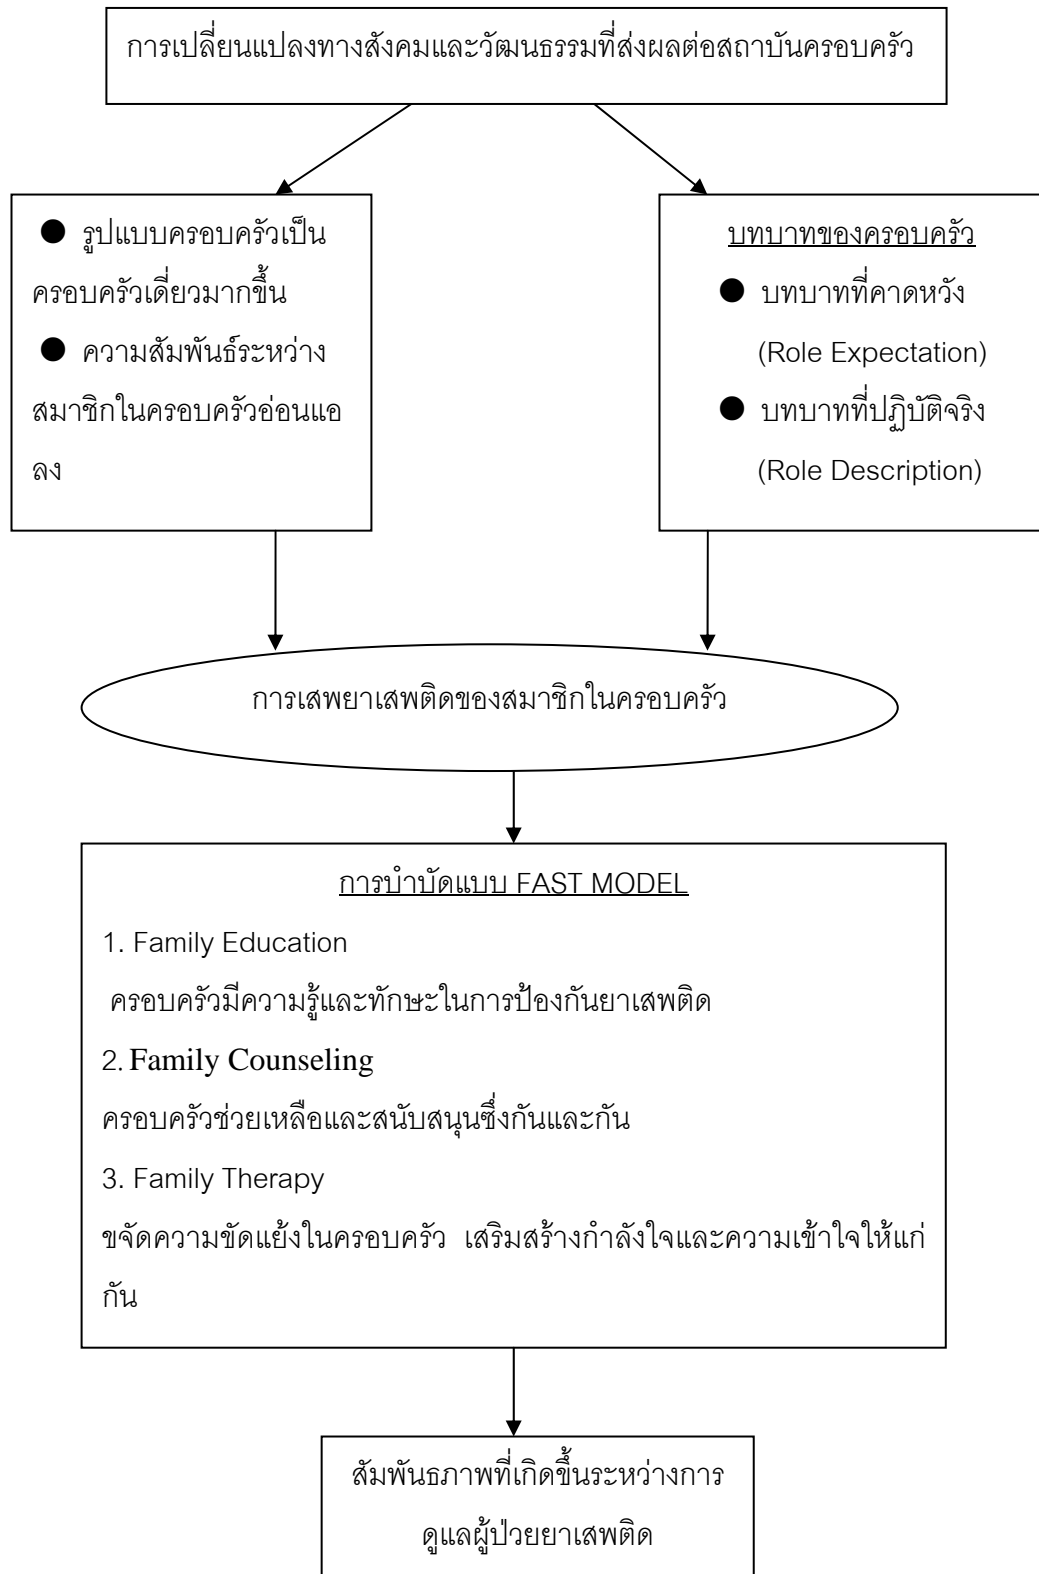 การเปลี่ยนแปลงทางสังคมและวัฒนธรรมที่ส่งผลต่อสถาบันครอบครัว
● รูปแบบครอบครัวเป็น
ครอบครัวเดี่ยวมากขึ้น
● ความสัมพันธ์ระหว่าง
สมาชิกในครอบครัวอ่อนแอ
ลง
บทบาทของครอบครัว
● บทบาทที่คาดหวัง
(Role Expectation)
● บทบาทที่ปฏิบัติจริง
(Role Description)
การเสพยาเสพติดของสมาชิกในครอบครัว
การบำบัดแบบ FAST MODEL
1. Family Education
ครอบครัวมีความรู้และทักษะในการป้องกันยาเสพติด
2. Family Counseling
ครอบครัวช่วยเหลือและสนับสนุนซึ่งกันและกัน
3. Family Therapy
ขจัดความขัดแย้งในครอบครัว เสริมสร้างกำลังใจและความเข้าใจให้แก่
กัน
สัมพันธภาพที่เกิดขึ้นระหว่างการ
ดูแลผู้ป่วยยาเสพติด